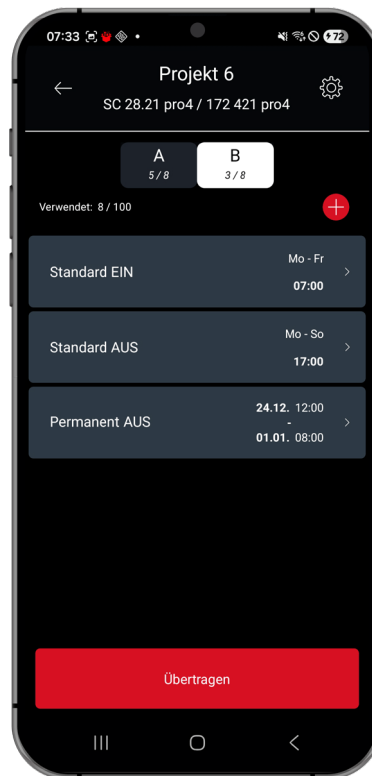 07:33
72
Projekt 6
SC 28.21 pro4 / 172 421 pro4
A
5 / 8
B
3 / 8
Verwendet: 8 / 100
Standard EIN
Mo - Fr
07:00
Standard AUS
Mo - So
17:00
Permanent AUS
24.12. 12:00
-
01.01. 08:00
Übertragen